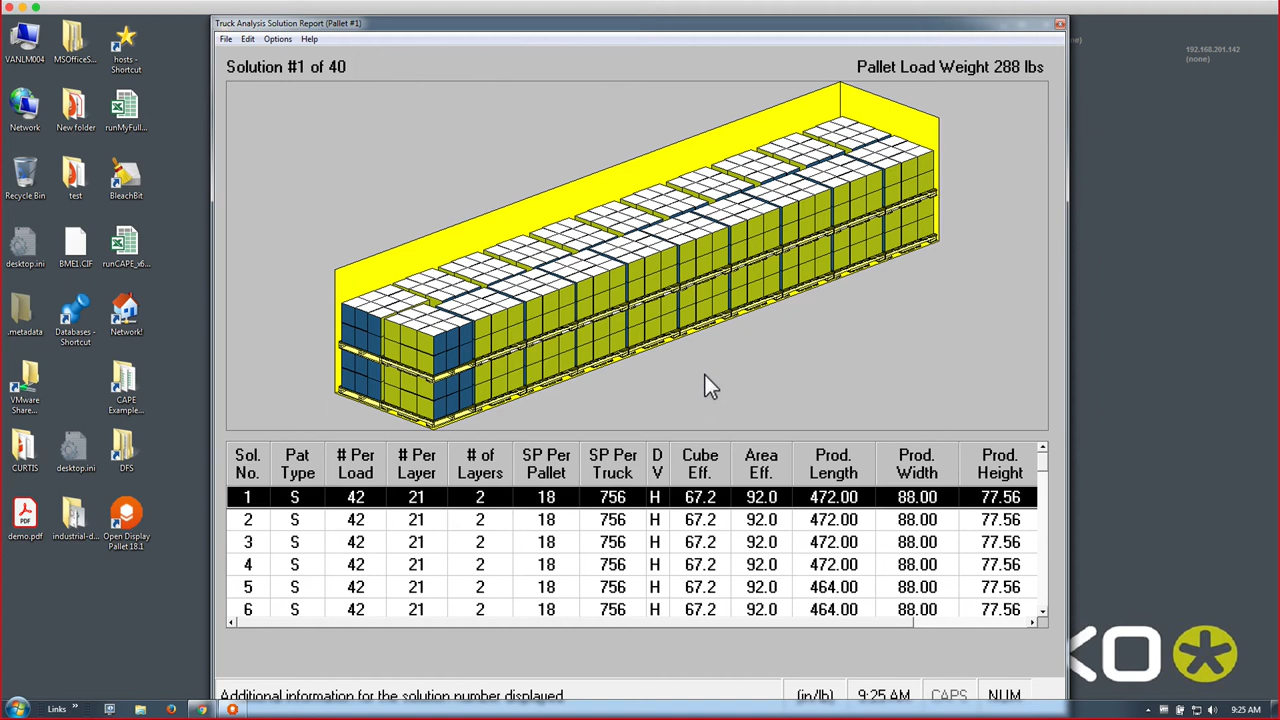 Truck Analysis Solution Report (Pallet #1)
File Edit Options Help
Solution #1 of 40
Pallet Load Weight 288 lbs
Sol. No. Pat Type # Per Load # Per Layer # of Layers SP Per Pallet SP Per Truck D V Cube Eff. Area Eff. Prod. Length Prod. Width Prod. Height
1 S 42 21 2 18 756 H 67.2 92.0 472.00 88.00 77.56
2 S 42 21 2 18 756 H 67.2 92.0 472.00 88.00 77.56
3 S 42 21 2 18 756 H 67.2 92.0 472.00 88.00 77.56
4 S 42 21 2 18 756 H 67.2 92.0 472.00 88.00 77.56
5 S 42 21 2 18 756 H 67.2 92.0 464.00 88.00 77.56
6 S 42 21 2 18 756 H 67.2 92.0 464.00 88.00 77.56
Additional information for the solution number displayed
(in/lb) 9:25 AM CAPS NUM
VANLM004
MSOfficeS...
hosts - Shortcut
Network
New folder
runMyFull...
Recycle Bin
test
BleachBit
desktop.ini
BME1.CIF
runCAPE_x6...
.metadata
Databases - Shortcut
Network!
VMware Share...
CAPE Example...
CURTIS
desktop.ini
DFS
demo.pdf
industrial-d...
Open Display Pallet 18.1
192.168.201.142
(none)
KO
Links »
9:25 AM